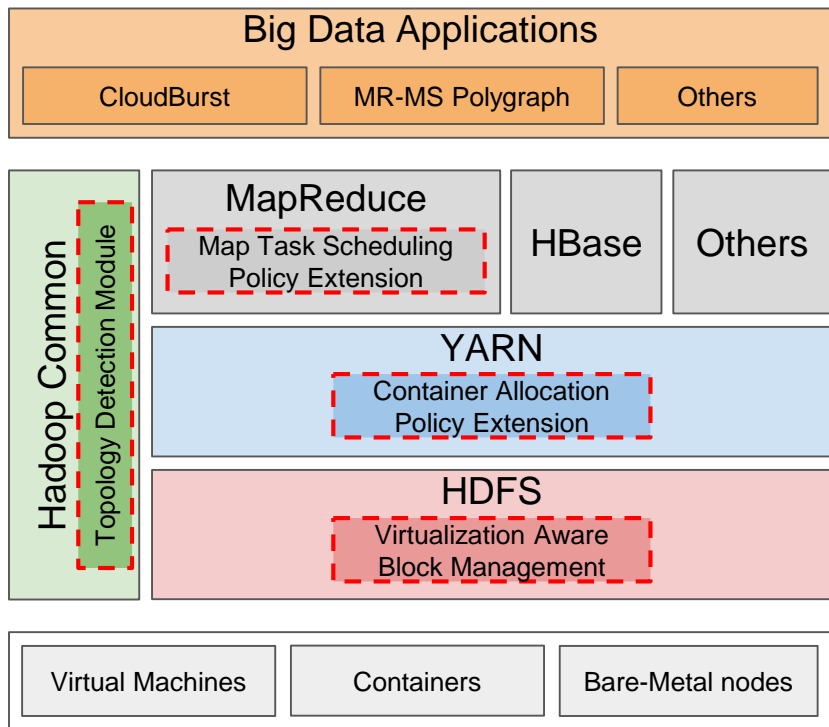 Big Data Applications
CloudBurst
MR-MS Polygraph
Others
Hadoop Common
Topology Detection Module
MapReduce
Map Task Scheduling
Policy Extension
HBase
Others
YARN
Container Allocation
Policy Extension
HDFS
Virtualization Aware
Block Management
Virtual Machines
Containers
Bare-Metal nodes